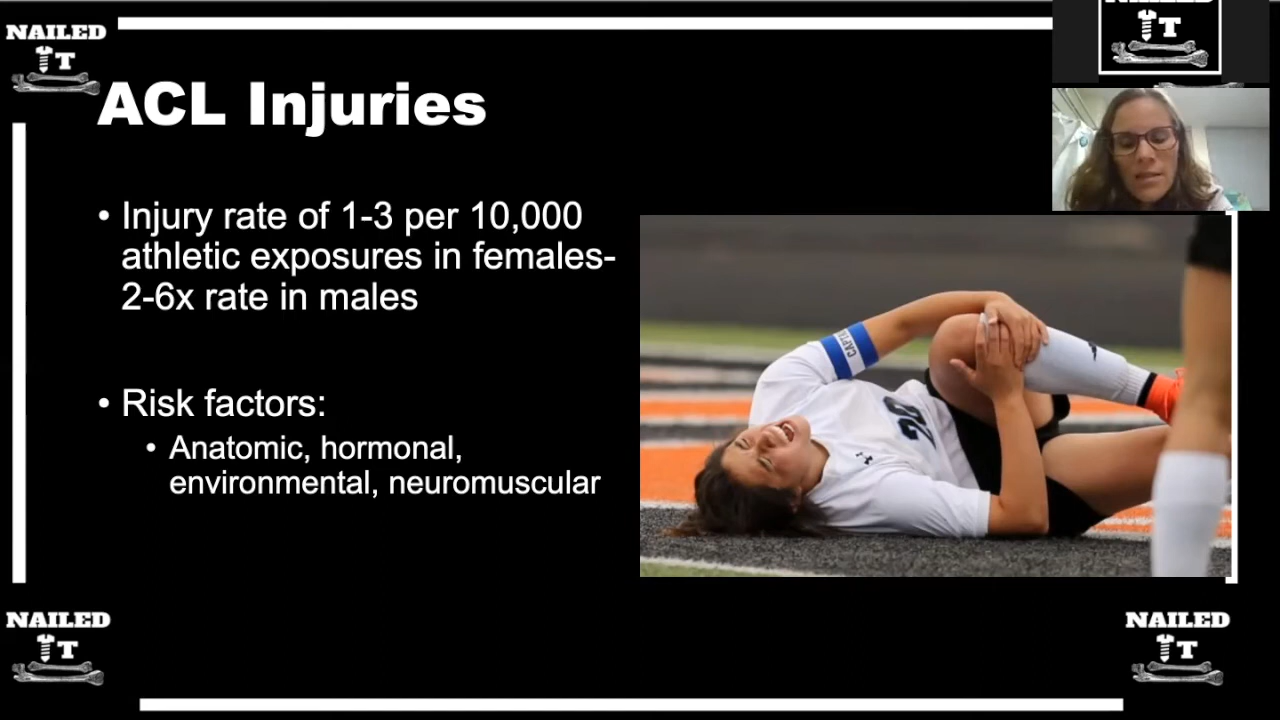 NAILED
IT
ACL Injuries
• Injury rate of 1-3 per 10,000
athletic exposures in females-
2-6x rate in males
• Risk factors:
• Anatomic, hormonal,
environmental, neuromuscular
IT
20
NAILED
IT
NAILED
IT